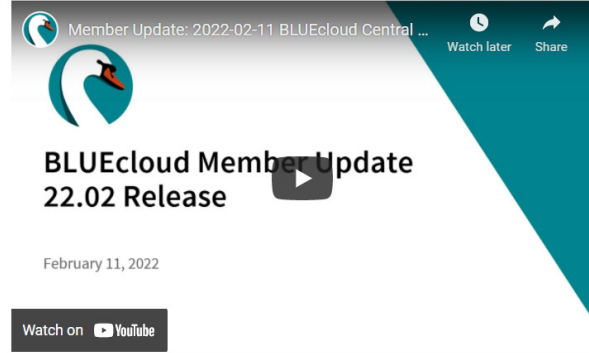 Member Update: 2022-02-11 BLUEcloud Central ...
Watch later
Share
BLUEcloud Member Update
22.02 Release
February 11, 2022
Watch on YouTube